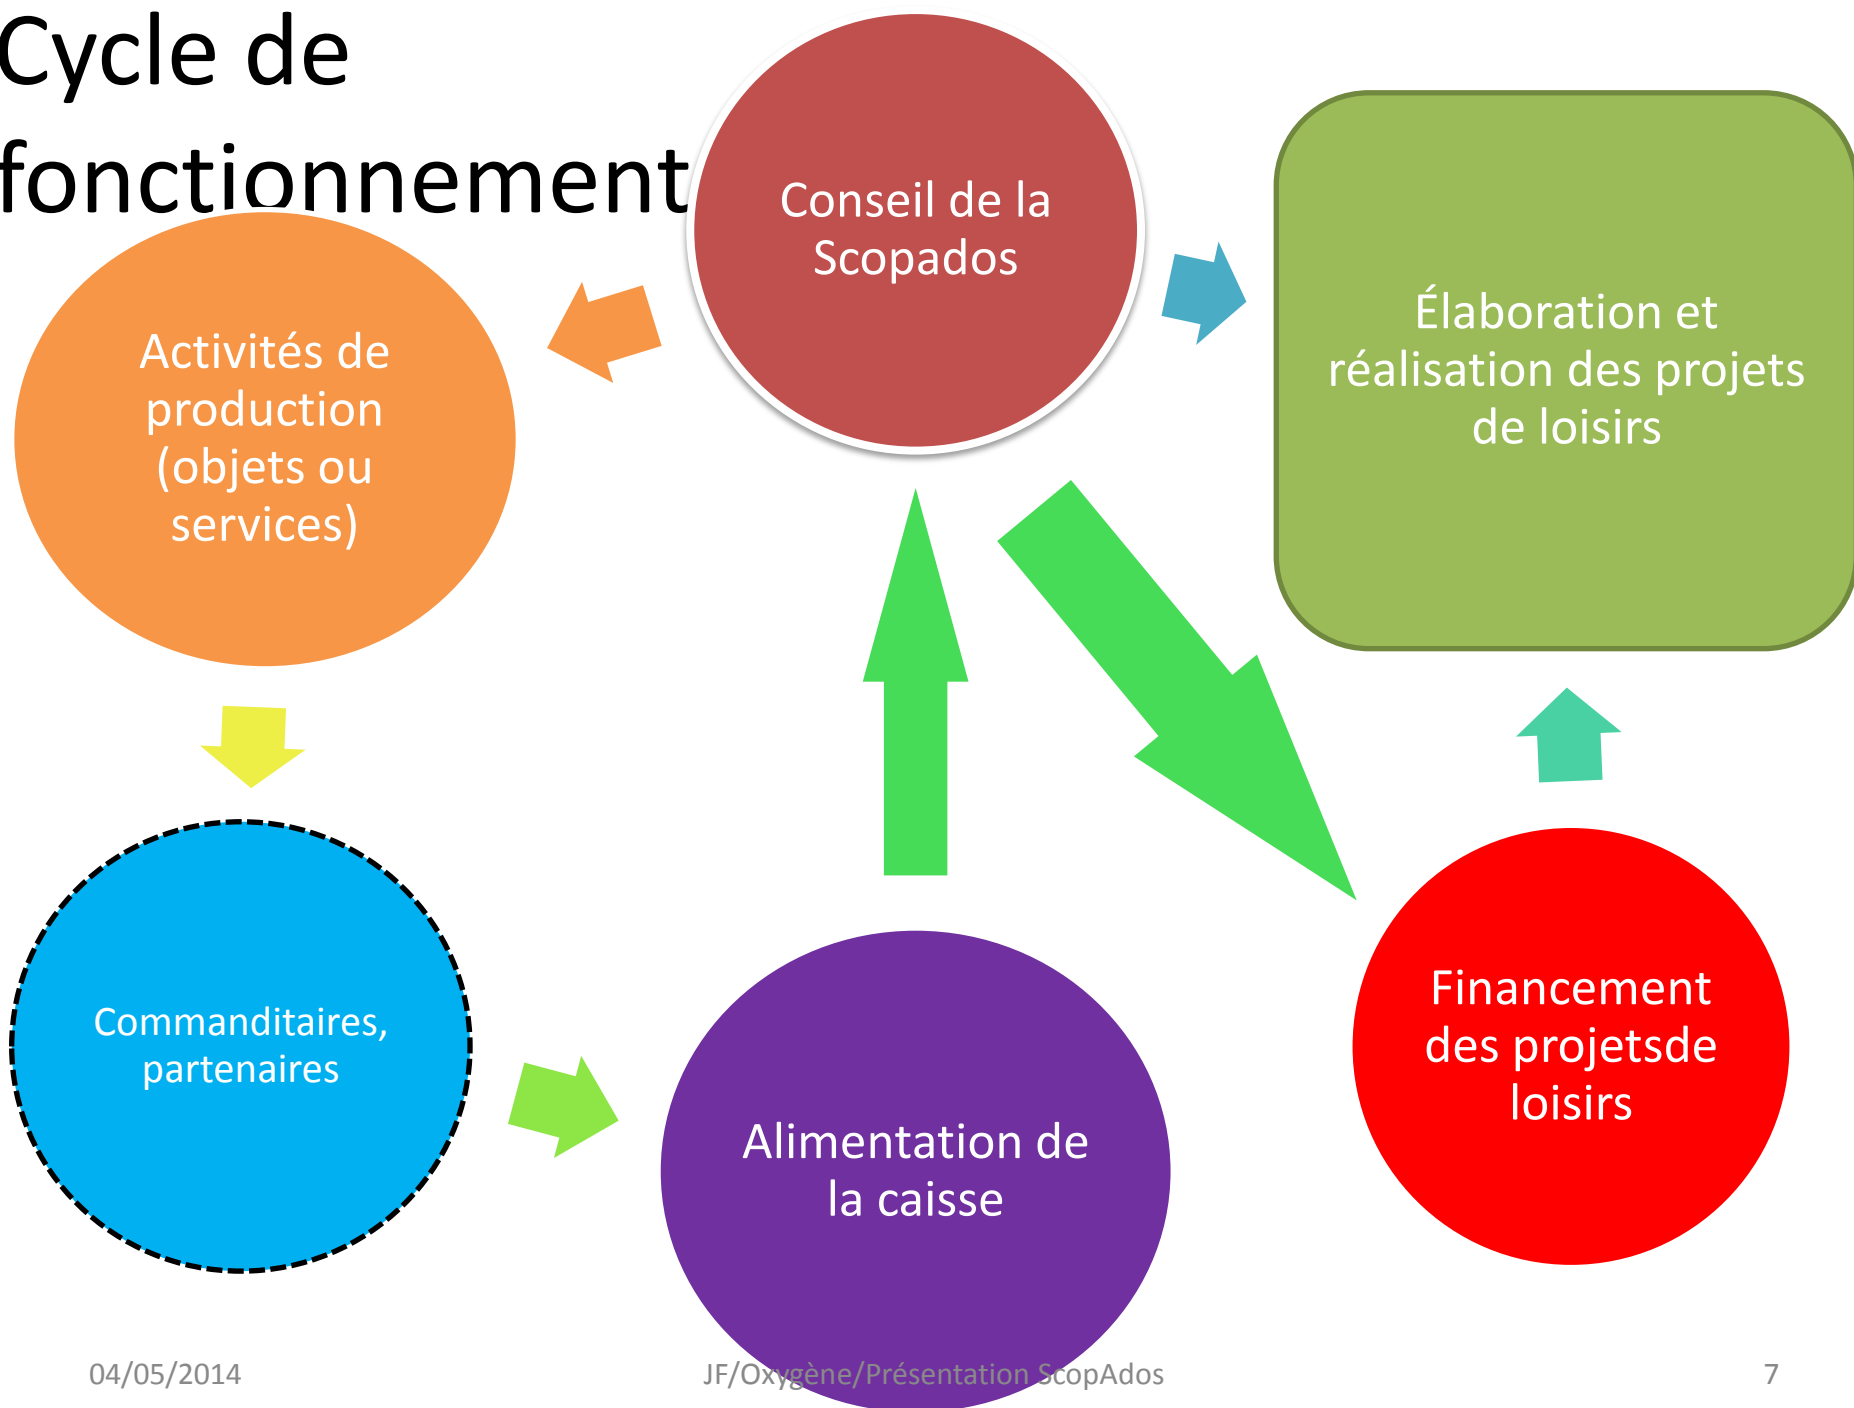 Cycle de
fonctionnement
Conseil de la
Scopados
Élaboration et
réalisation des projets
de loisirs
Activités de
production
(objets ou
services)
Commanditaires,
partenaires
Alimentation de
la caisse
Financement
des projetsde
loisirs
04/05/2014
JF/Oxygène/Présentation ScopAdos
7